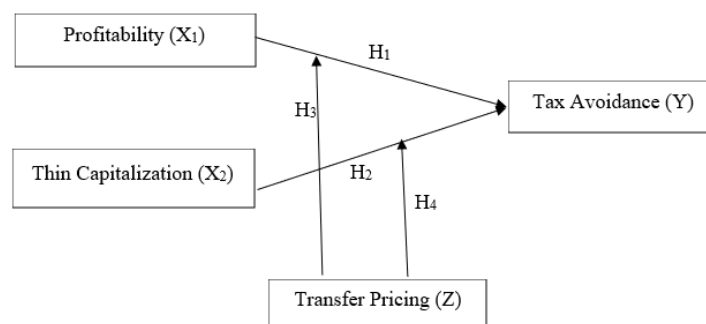 Profitability (X₁)
H₁
Tax Avoidance (Y)
H₃
Thin Capitalization (X₂)
H₂
H₄
Transfer Pricing (Z)